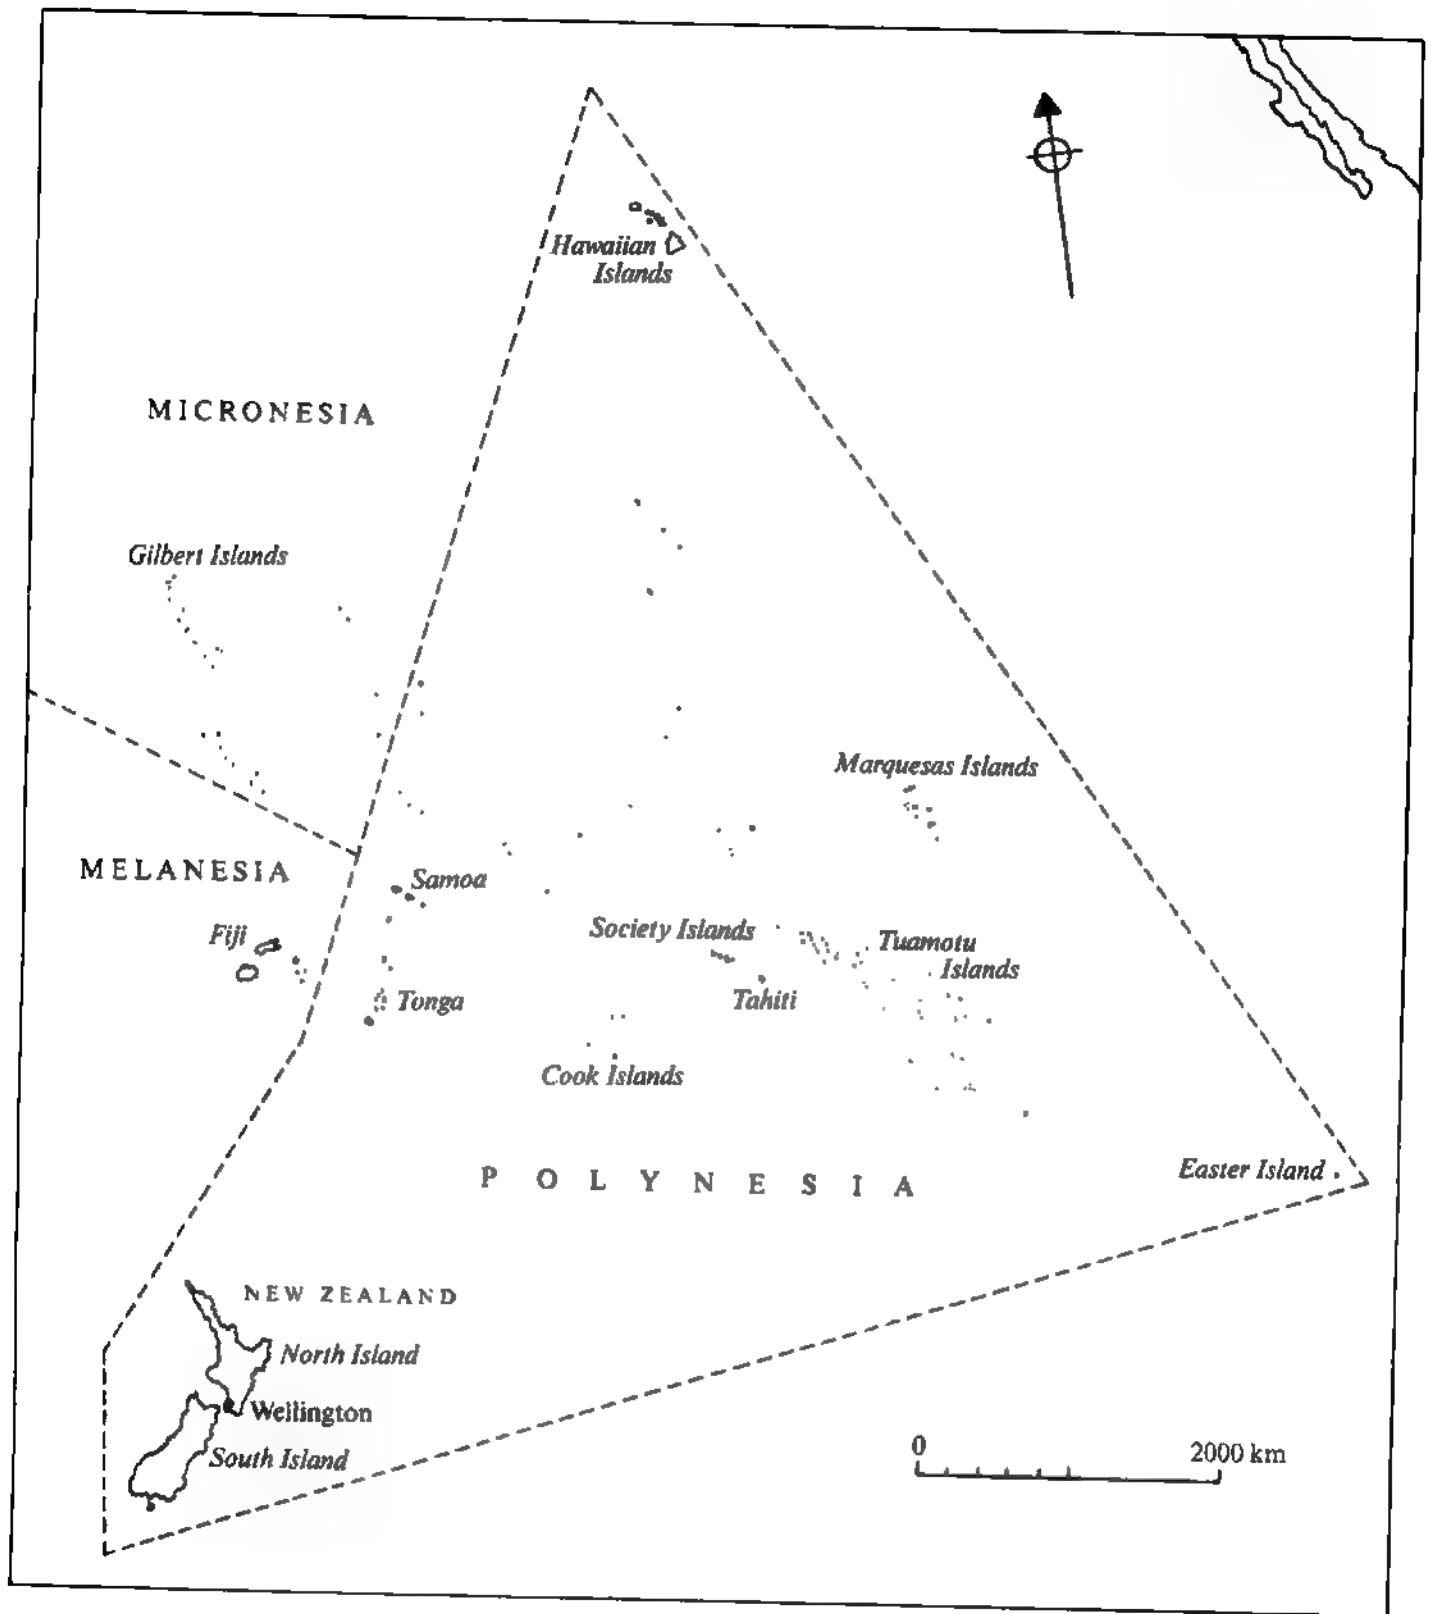 Hawaiian
Islands
MICRONESIA
Gilbert Islands
Marquesas Islands
MELANESIA
Samoa
Fiji
Society Islands
Tuamotu
Islands
Tonga
Tahiti
Cook Islands
POLYNESIA
Easter Island
NEW ZEALAND
North Island
Wellington
South Island
0
2000 km